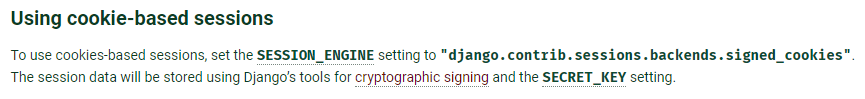 Using cookie-based sessions
To use cookies-based sessions, set the SESSION_ENGINE setting to "django.contrib.sessions.backends.signed_cookies".
The session data will be stored using Django's tools for cryptographic signing and the SECRET_KEY setting.